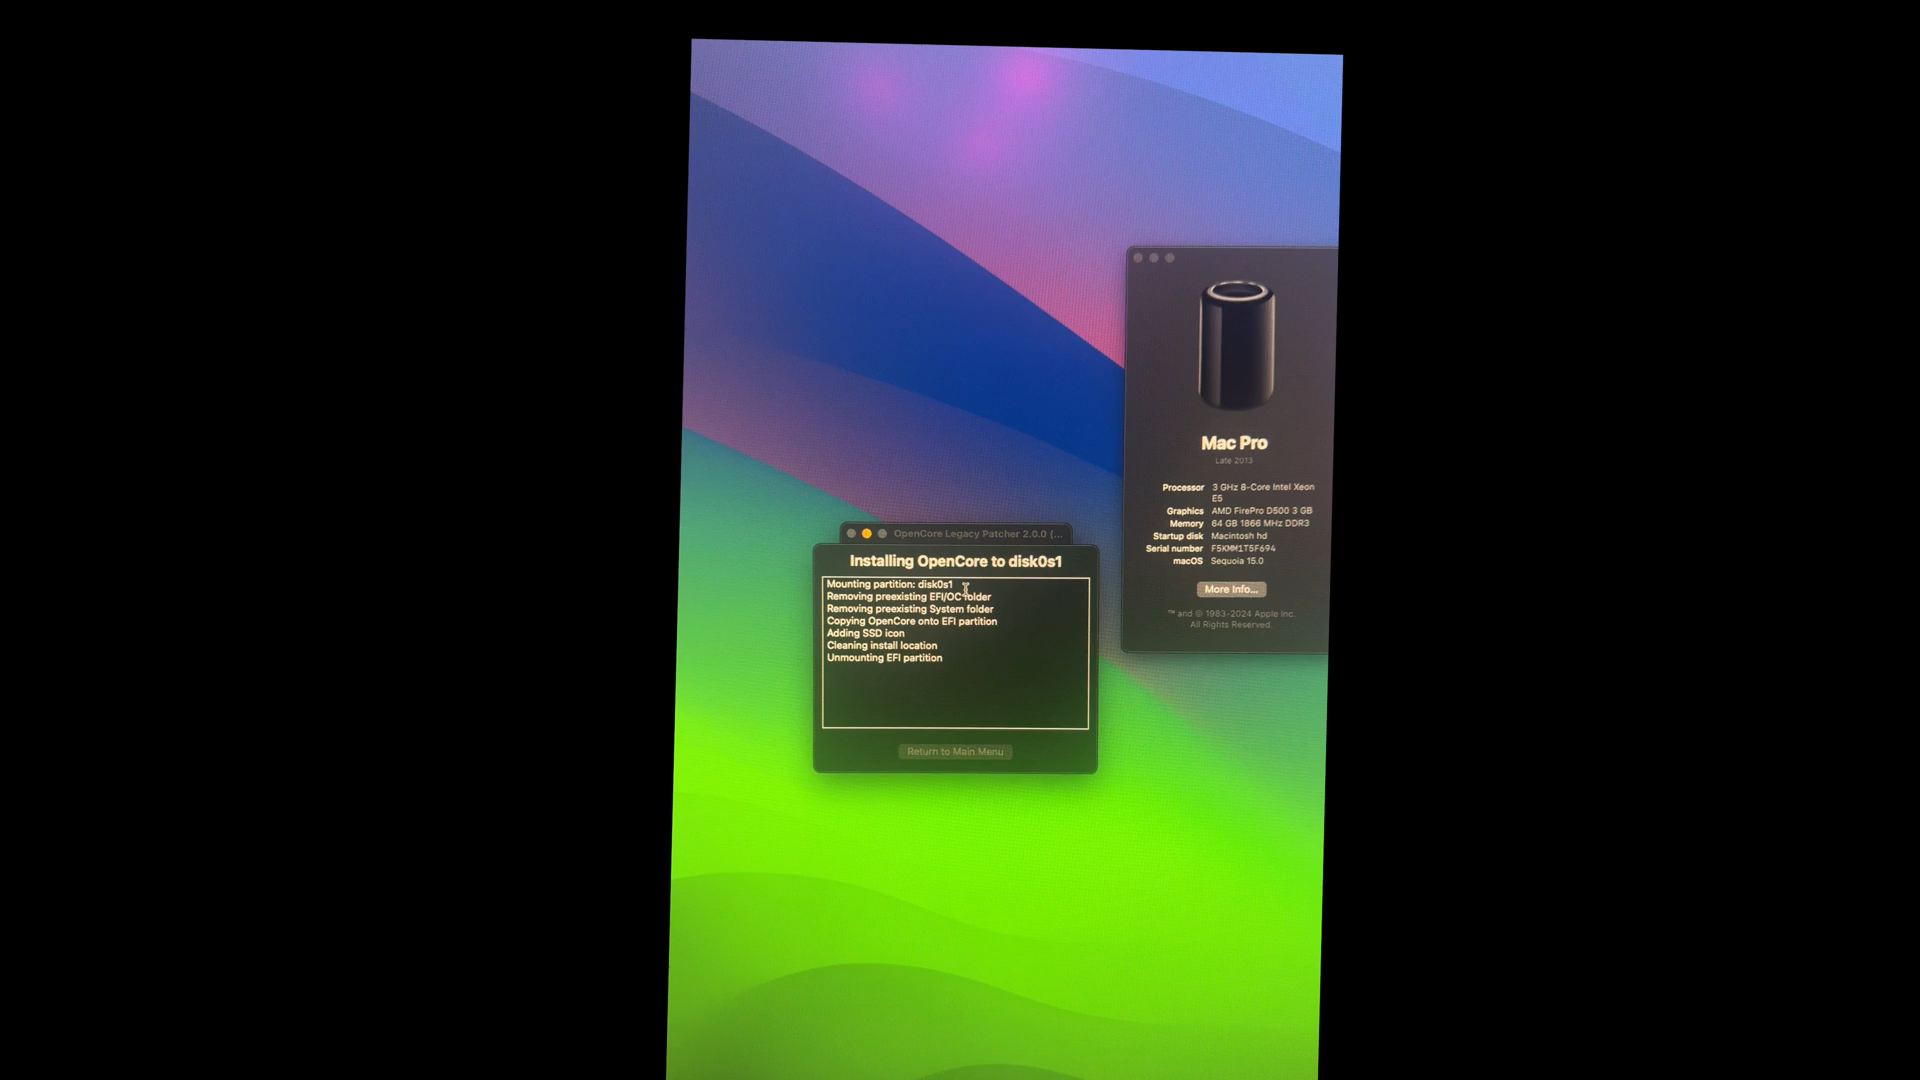 Mac Pro
Late 2013
Processor 3 GHz 8-Core Intel Xeon
E5
Graphics AMD FirePro D500 3 GB
Memory 64 GB 1866 MHz DDR3
Startup disk Macintosh hd
Serial number F5KMM1T5F694
macOS Sequoia 15.0
More Info...
™ and © 1983-2024 Apple Inc.
All Rights Reserved.
OpenCore Legacy Patcher 2.0.0 (...
Installing OpenCore to disk0s1
Mounting partition: disk0s1
Removing preexisting EFI/OC folder
Removing preexisting System folder
Copying OpenCore onto EFI partition
Adding SSD icon
Cleaning install location
Unmounting EFI partition
Return to Main Menu